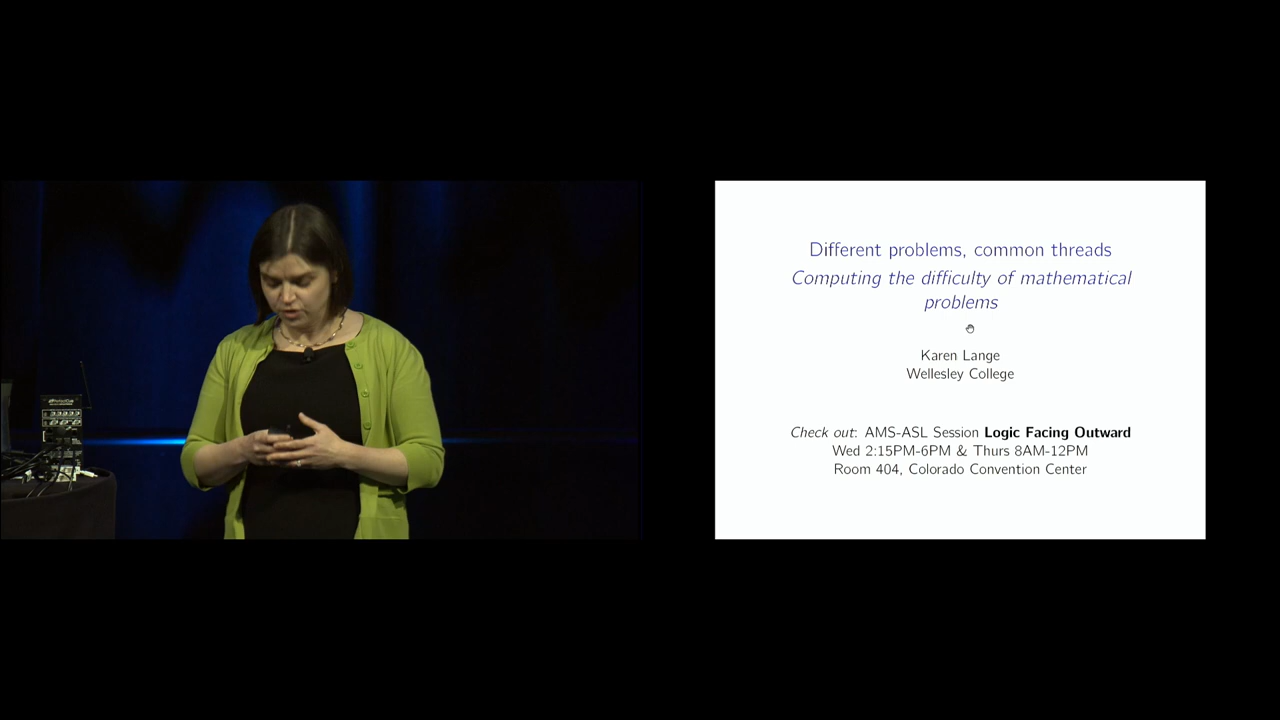 Different problems, common threads
Computing the difficulty of mathematical
problems
Karen Lange
Wellesley College
Check out: AMS-ASL Session Logic Facing Outward
Wed 2:15PM-6PM & Thurs 8AM-12PM
Room 404, Colorado Convention Center